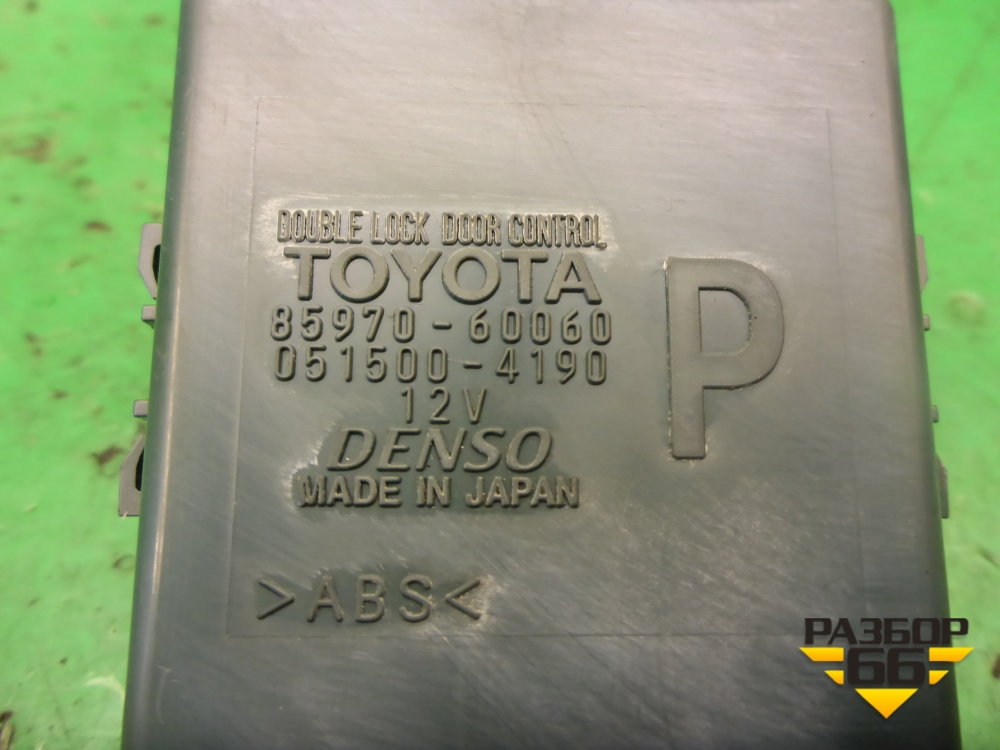 DOUBLE LOCK DOOR CONTROL
TOYOTA
85970-60060
051500-4190
12V
DENSO
MADE IN JAPAN
P
>ABS<
РАЗБОР
66